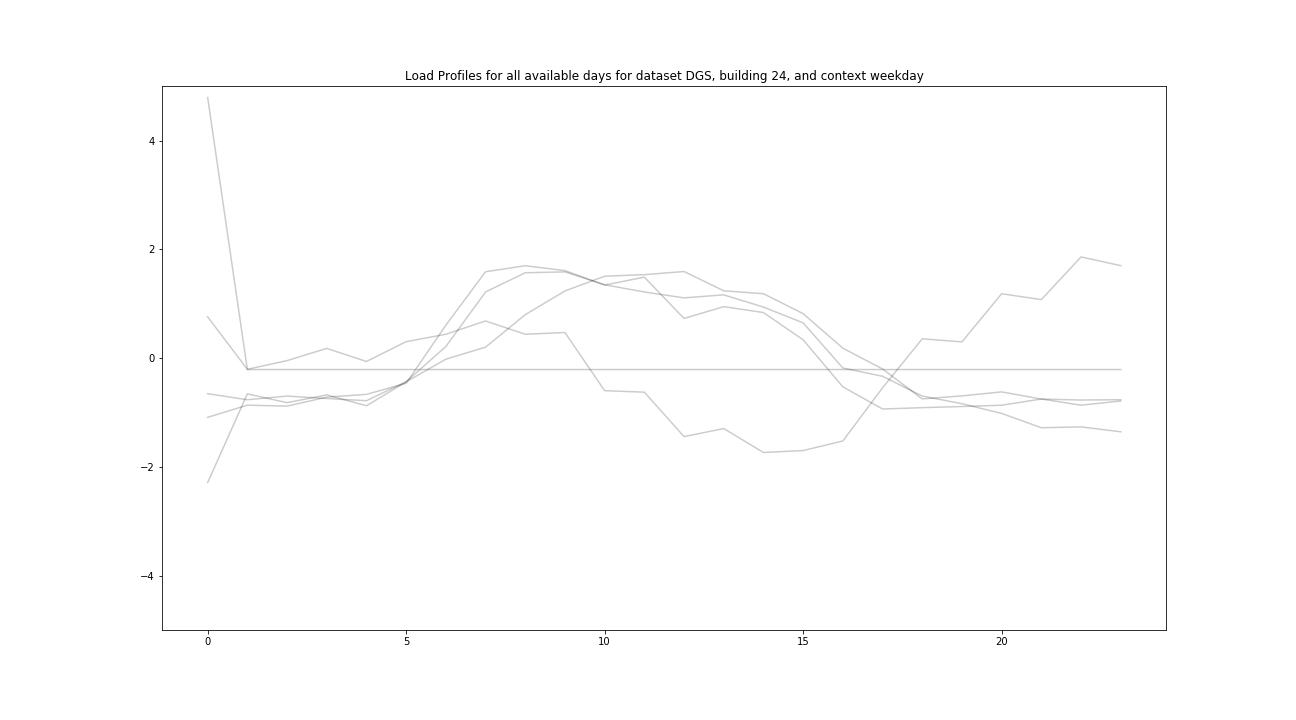 Load Profiles for all available days for dataset DGS, building 24, and context weekday
4
2
0
−2
−4
0 5 10 15 20